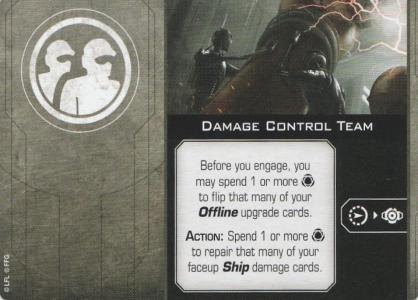 DAMAGE CONTROL TEAM
Before you engage, you
may spend 1 or more
to flip that many of your
Offline upgrade cards.
ACTION: Spend 1 or more
to repair that many of your
faceup Ship damage cards.
© LFL © FFG